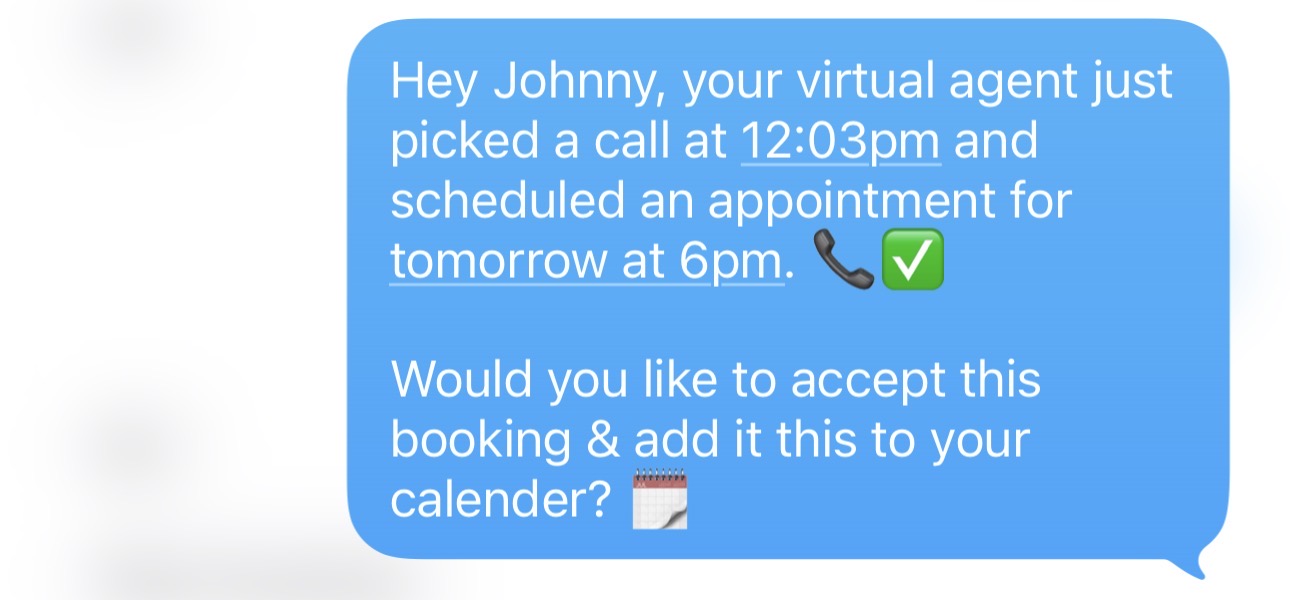 Hey Johnny, your virtual agent just
picked a call at 12:03pm and
scheduled an appointment for
tomorrow at 6pm. 📞✅
Would you like to accept this
booking & add it this to your
calender? 🗓️